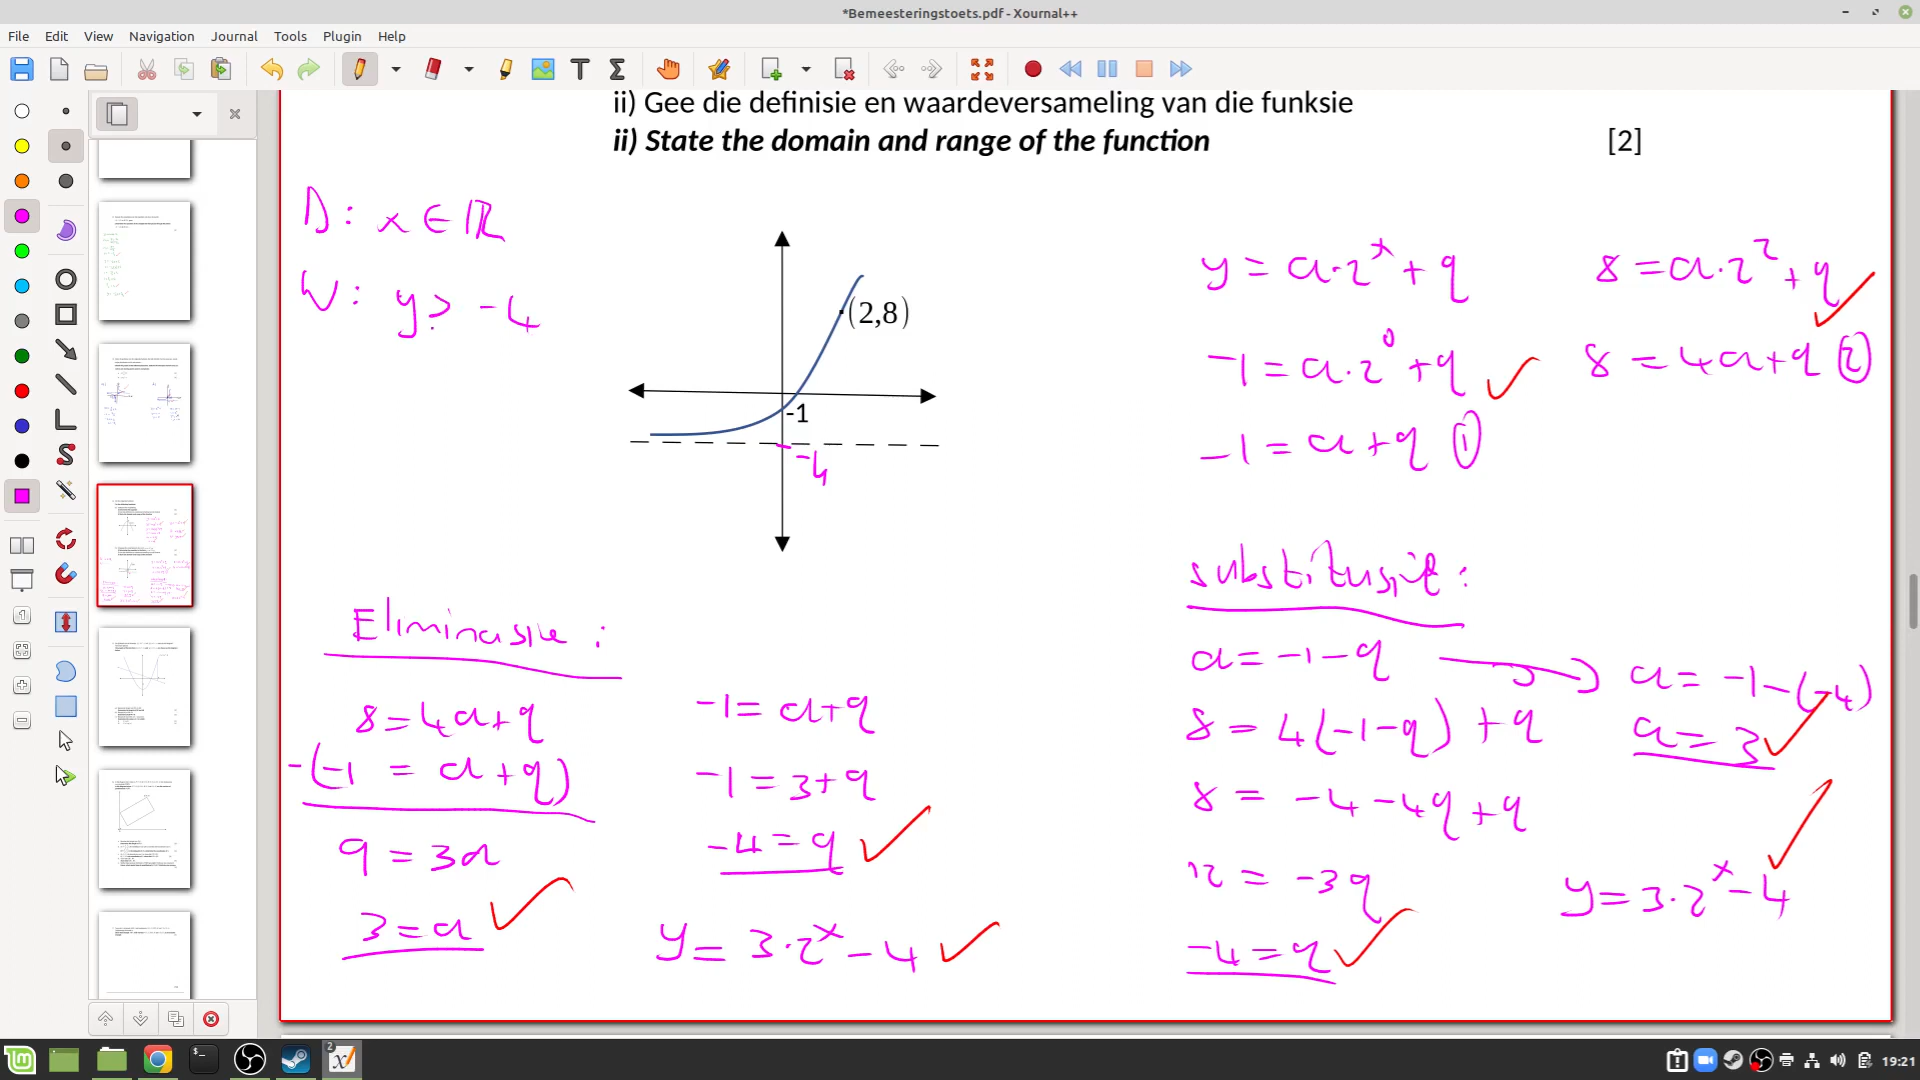 *Bemeesteringstoets.pdf - Xournal++
File Edit View Navigation Journal Tools Plugin Help
ii) Gee die definisie en waardeversameling van die funksie
ii) State the domain and range of the function [2]
D: x ∈ ℝ
W: y > -4
(2,8)
-1
-4
y = a·2^x + q
-1 = a·2^0 + q
-1 = a + q ①
8 = a·2^2 + q
8 = 4a + q ②
Eliminasie :
8 = 4a + q
-(-1 = a + q)
9 = 3a
3 = a
-1 = a + q
-1 = 3 + q
-4 = q
y = 3·2^x - 4
substitusie :
a = -1 - q
8 = 4(-1 - q) + q
8 = -4 - 4q + q
12 = -3q
-4 = q
a = -1 - (-4)
a = 3
y = 3·2^x - 4
19:21